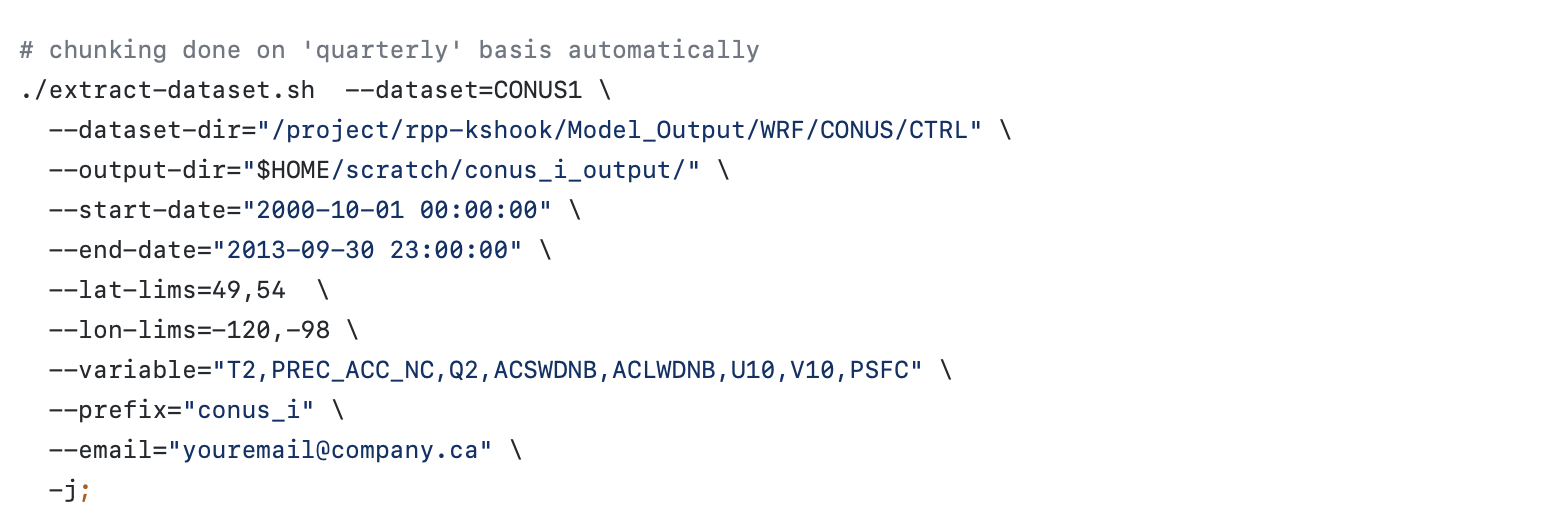 # chunking done on 'quarterly' basis automatically
./extract-dataset.sh  --dataset=CONUS1 \
  --dataset-dir="/project/rpp-kshook/Model_Output/WRF/CONUS/CTRL" \
  --output-dir="$HOME/scratch/conus_i_output/" \
  --start-date="2000-10-01 00:00:00" \
  --end-date="2013-09-30 23:00:00" \
  --lat-lims=49,54  \
  --lon-lims=-120,-98 \
  --variable="T2,PREC_ACC_NC,Q2,ACSWDNB,ACLWDNB,U10,V10,PSFC" \
  --prefix="conus_i" \
  --email="youremail@company.ca" \
  -j;